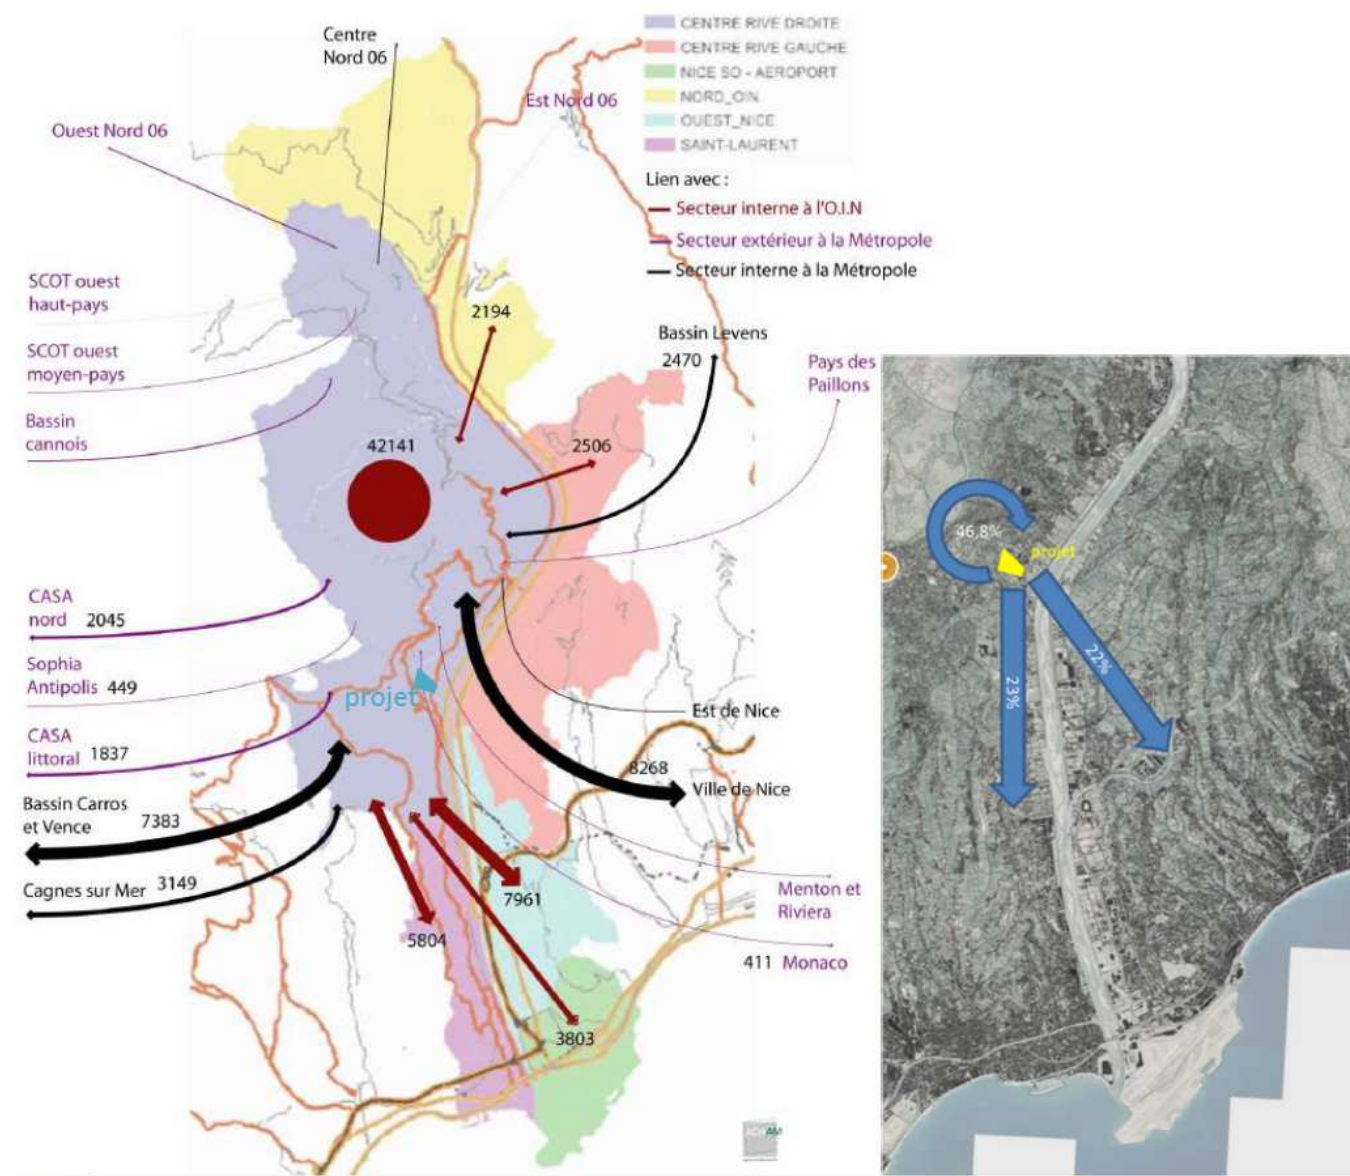 CENTRE RIVE DROITE
CENTRE RIVE GAUCHE
NICE SO - AEROPORT
NORD_OIN
OUEST_NICE
SAINT-LAURENT
Lien avec :
Secteur interne à l'O.I.N
Secteur extérieur à la Métropole
Secteur interne à la Métropole
Centre
Nord 06
Est Nord 06
Ouest Nord 06
SCOT ouest
haut-pays
SCOT ouest
moyen-pays
Bassin
cannois
2194
Bassin Levens
2470
Pays des
Paillons
42141
2506
CASA
nord 2045
Sophia
Antipolis 449
projet
CASA
littoral 1837
Est de Nice
8268
Ville de Nice
Bassin Carros
et Vence 7383
Cagnes sur Mer 3149
7961
5804
Menton et
Riviera
411 Monaco
3803
46,8%
projet
22%
23%